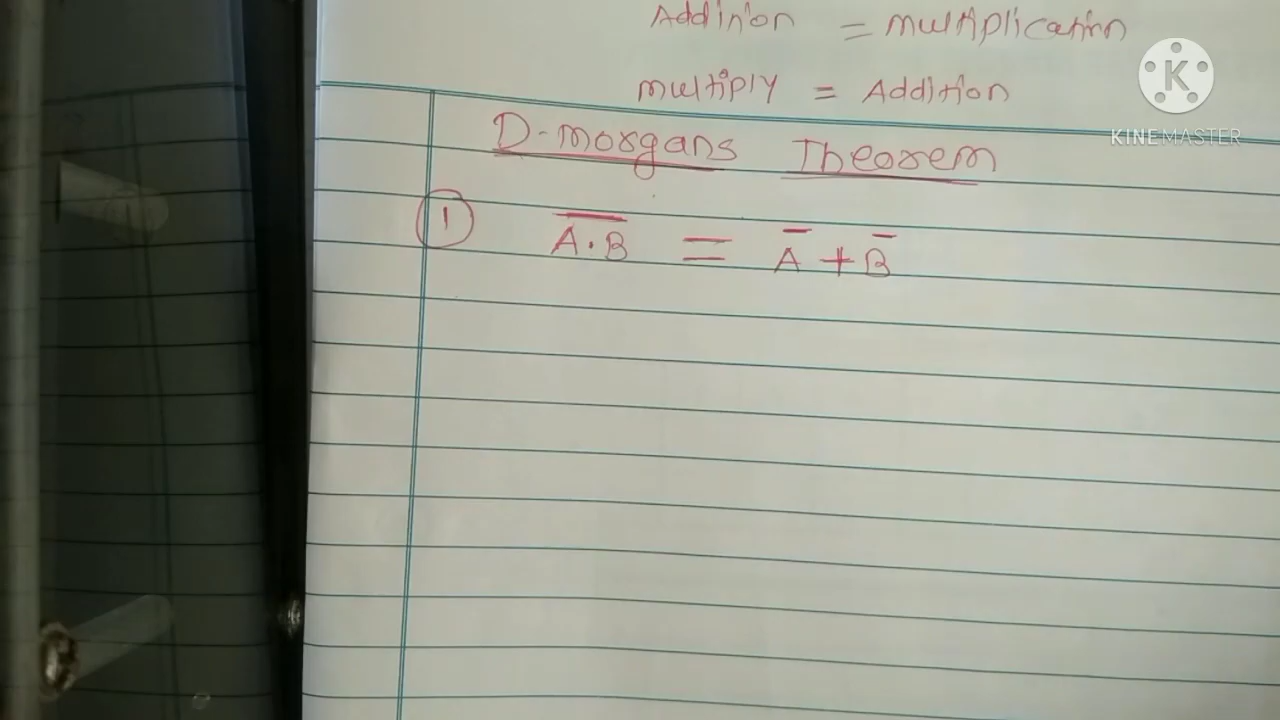 Addition = multiplication
multiply = Addition
K
KINEMASTER
D-morgans Theorem
① A̅·̅B̅ = A̅ + B̅